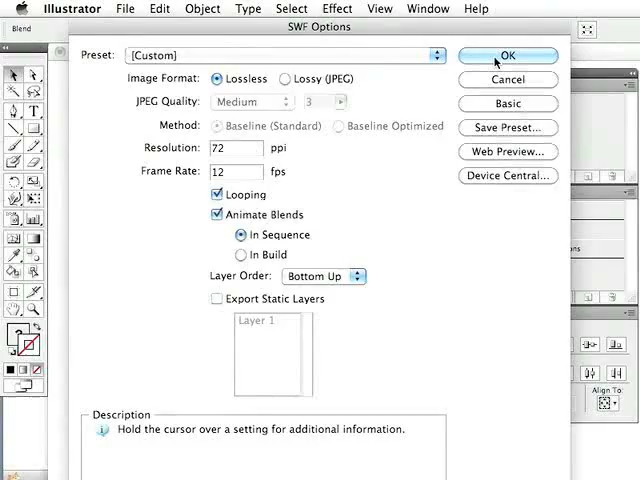 Illustrator File Edit Object Type Select Effect View Window Help
Blend
SWF Options
Preset: [Custom]
OK
Image Format: Lossless Lossy (JPEG)
Cancel
JPEG Quality: Medium 3
Basic
Method: Baseline (Standard) Baseline Optimized
Save Preset...
Resolution: 72 ppi
Web Preview...
Frame Rate: 12 fps
Device Central...
Looping
Animate Blends
In Sequence
In Build
Layer Order: Bottom Up
Export Static Layers
Layer 1
Align To:
Description
Hold the cursor over a setting for additional information.